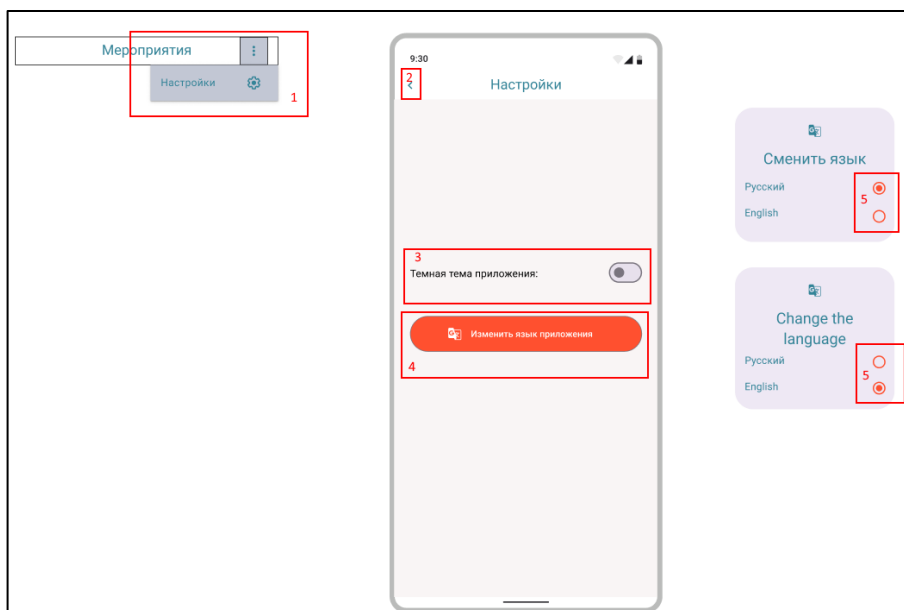 Мероприятия
Настройки
1
9:30
2
Настройки
3
Темная тема приложения:
Изменить язык приложения
4
Сменить язык
Русский
English
5
Change the
language
Русский
English
5